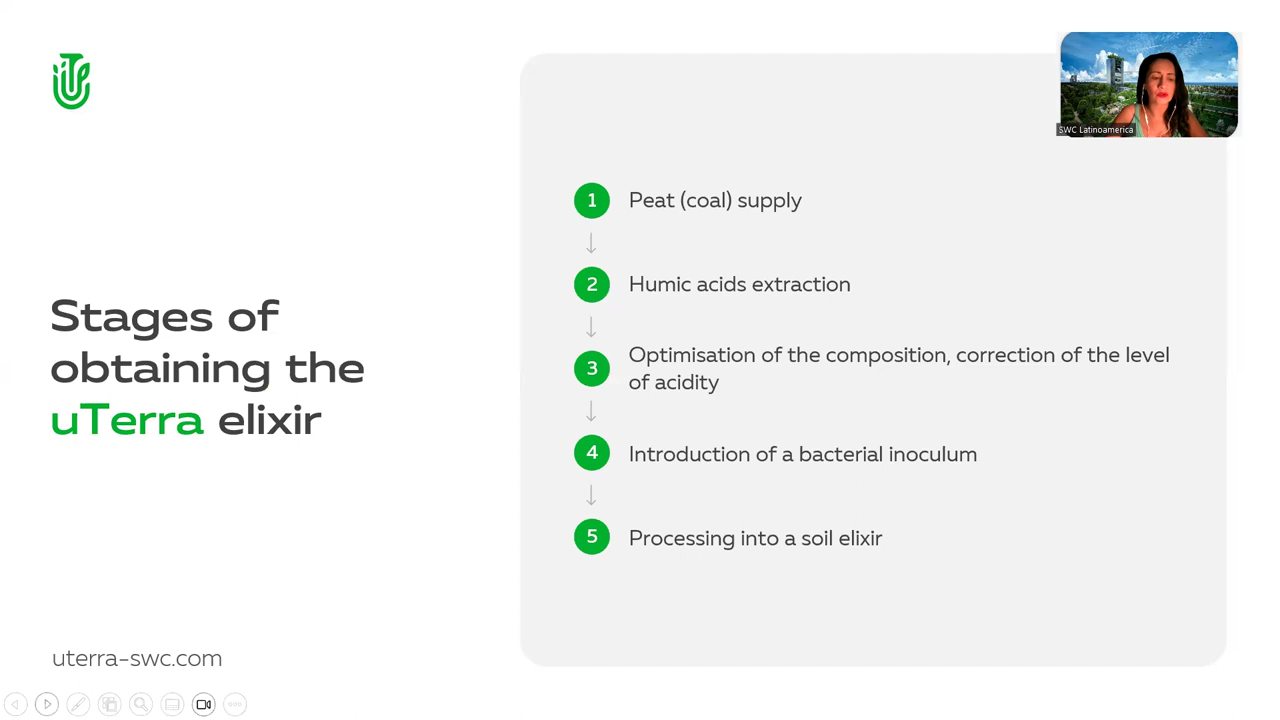 SWC Latinoamerica
Stages of
obtaining the
uTerra elixir
1 Peat (coal) supply
2 Humic acids extraction
3 Optimisation of the composition, correction of the level
of acidity
4 Introduction of a bacterial inoculum
5 Processing into a soil elixir
uterra-swc.com